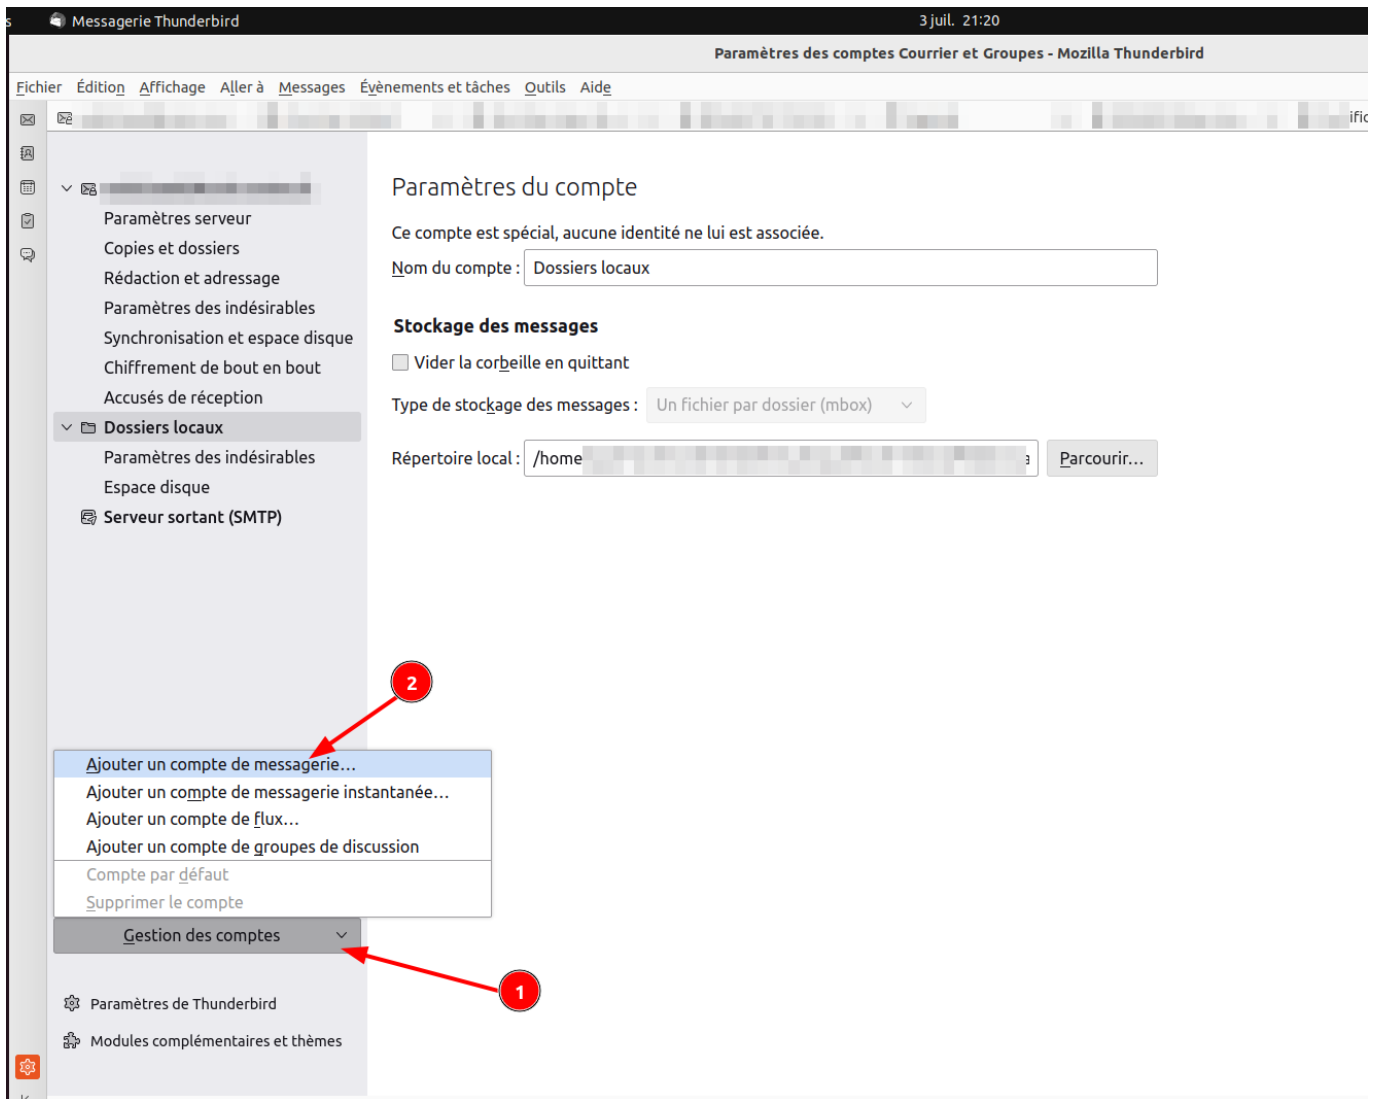 s Messagerie Thunderbird 3 juil. 21:20
Paramètres des comptes Courrier et Groupes - Mozilla Thunderbird
Fichier Édition Affichage Aller à Messages Évènements et tâches Outils Aide
ific
Paramètres du compte
Paramètres serveur
Ce compte est spécial, aucune identité ne lui est associée.
Copies et dossiers
Nom du compte : Dossiers locaux
Rédaction et adressage
Paramètres des indésirables
Stockage des messages
Synchronisation et espace disque
Vider la corbeille en quittant
Chiffrement de bout en bout
Accusés de réception
Type de stockage des messages : Un fichier par dossier (mbox)
Dossiers locaux
Paramètres des indésirables
Répertoire local : /home a Parcourir...
Espace disque
Serveur sortant (SMTP)
2
Ajouter un compte de messagerie...
Ajouter un compte de messagerie instantanée...
Ajouter un compte de flux...
Ajouter un compte de groupes de discussion
Compte par défaut
Supprimer le compte
Gestion des comptes
1
Paramètres de Thunderbird
Modules complémentaires et thèmes